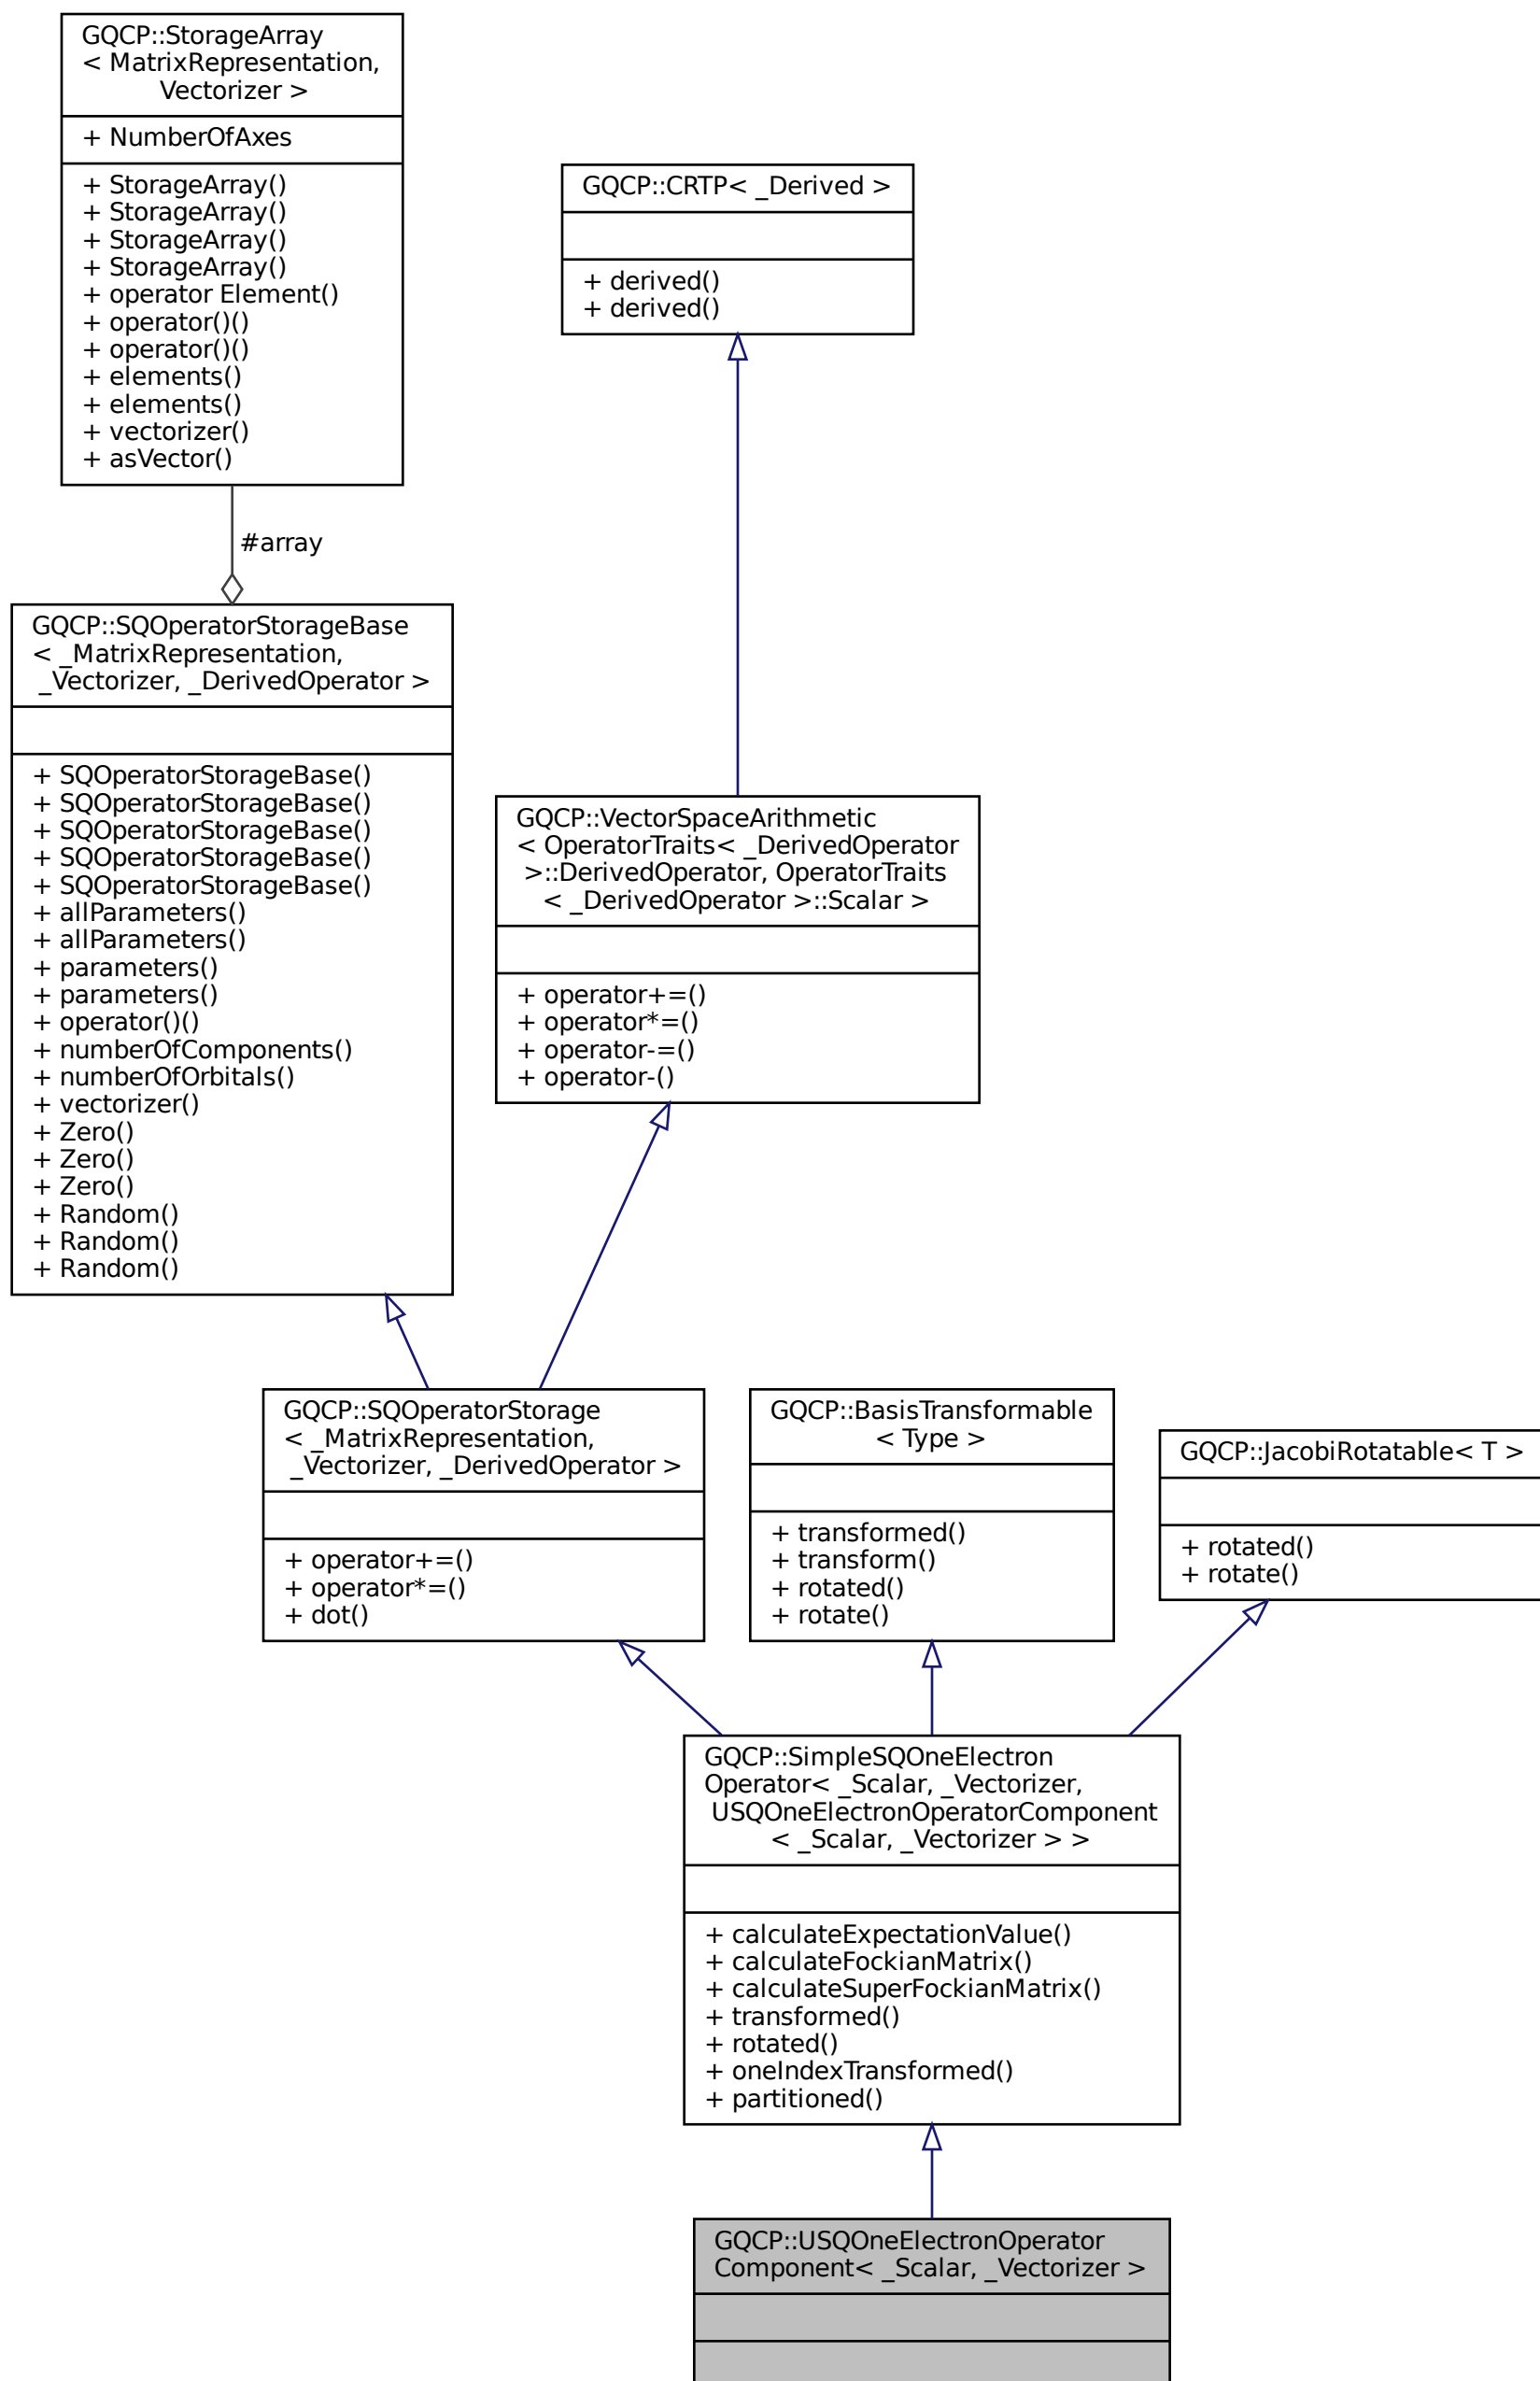 GQCP::StorageArray
< MatrixRepresentation,
Vectorizer >
+ NumberOfAxes
+ StorageArray()
+ StorageArray()
+ StorageArray()
+ StorageArray()
+ operator Element()
+ operator()()
+ operator()()
+ elements()
+ elements()
+ vectorizer()
+ asVector()
GQCP::CRTP< _Derived >
+ derived()
+ derived()
#array
GQCP::SQOperatorStorageBase
< _MatrixRepresentation,
_Vectorizer, _DerivedOperator >
+ SQOperatorStorageBase()
+ SQOperatorStorageBase()
+ SQOperatorStorageBase()
+ SQOperatorStorageBase()
+ SQOperatorStorageBase()
+ allParameters()
+ allParameters()
+ parameters()
+ parameters()
+ operator()()
+ numberOfComponents()
+ numberOfOrbitals()
+ vectorizer()
+ Zero()
+ Zero()
+ Zero()
+ Random()
+ Random()
+ Random()
GQCP::VectorSpaceArithmetic
< OperatorTraits< _DerivedOperator
>::DerivedOperator, OperatorTraits
< _DerivedOperator >::Scalar >
+ operator+=()
+ operator*=()
+ operator-=()
+ operator-()
GQCP::SQOperatorStorage
< _MatrixRepresentation,
_Vectorizer, _DerivedOperator >
+ operator+=()
+ operator*=()
+ dot()
GQCP::BasisTransformable
< Type >
+ transformed()
+ transform()
+ rotated()
+ rotate()
GQCP::JacobiRotatable< T >
+ rotated()
+ rotate()
GQCP::SimpleSQOneElectron
Operator< _Scalar, _Vectorizer,
USQOneElectronOperatorComponent
< _Scalar, _Vectorizer > >
+ calculateExpectationValue()
+ calculateFockianMatrix()
+ calculateSuperFockianMatrix()
+ transformed()
+ rotated()
+ oneIndexTransformed()
+ partitioned()
GQCP::USQOneElectronOperator
Component< _Scalar, _Vectorizer >